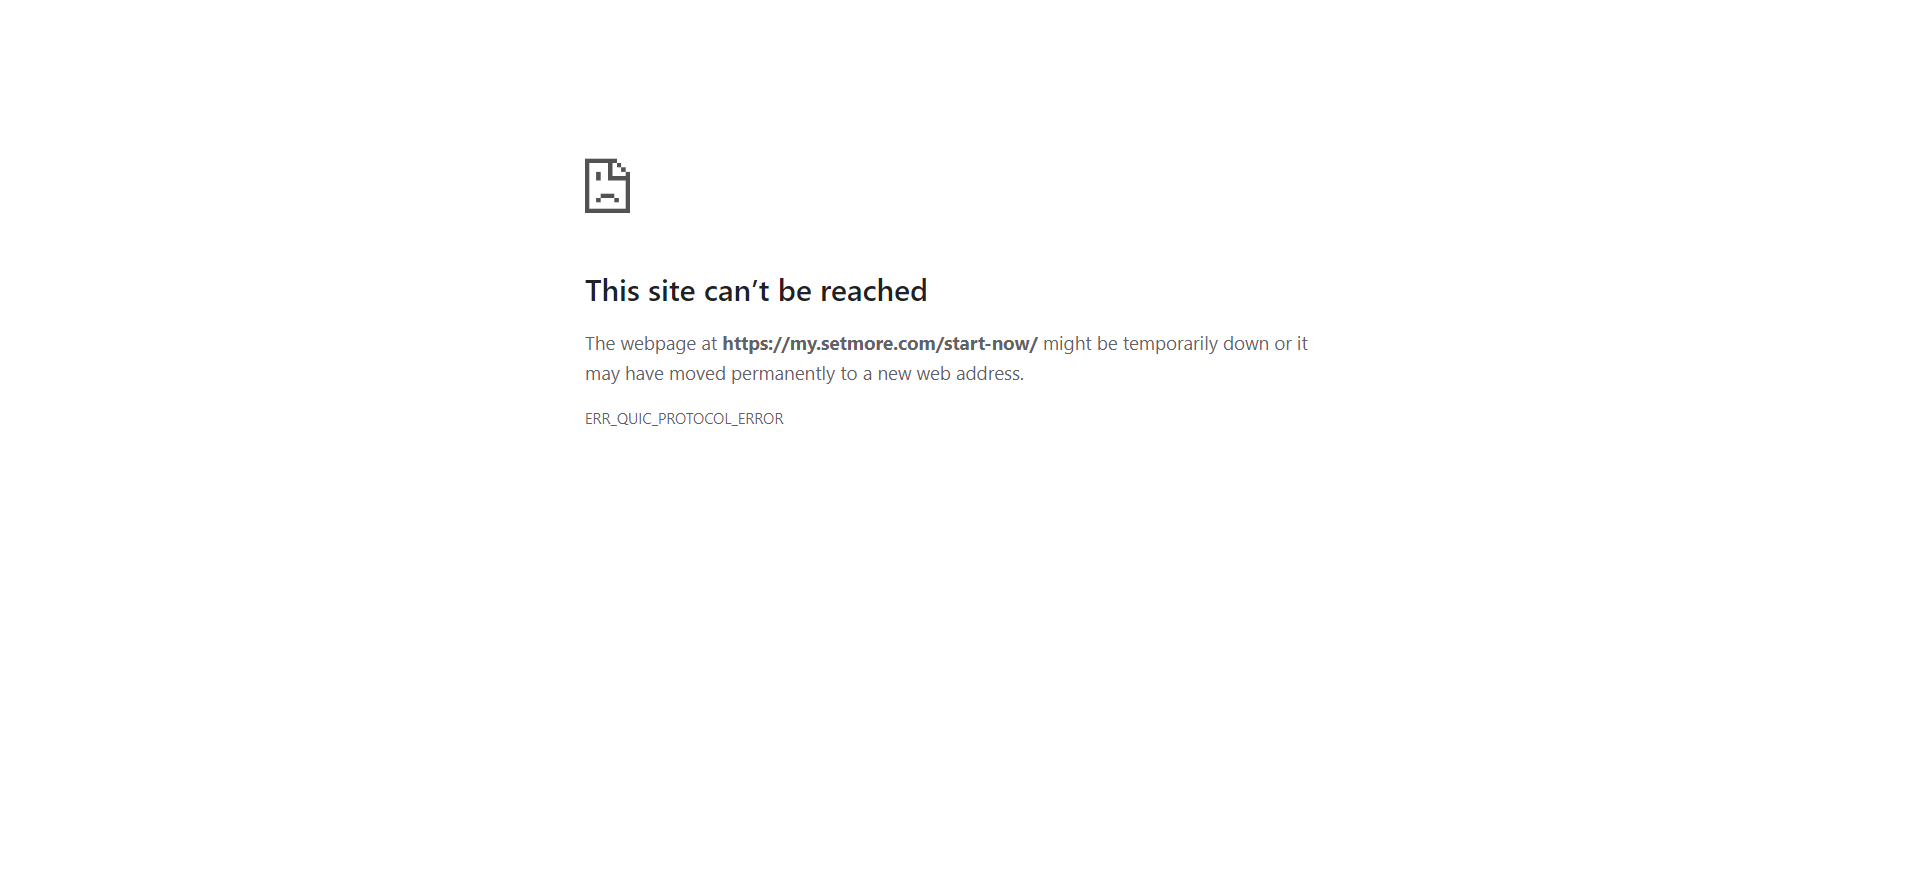 This site can’t be reached
The webpage at https://my.setmore.com/start-now/ might be temporarily down or it
may have moved permanently to a new web address.
ERR_QUIC_PROTOCOL_ERROR